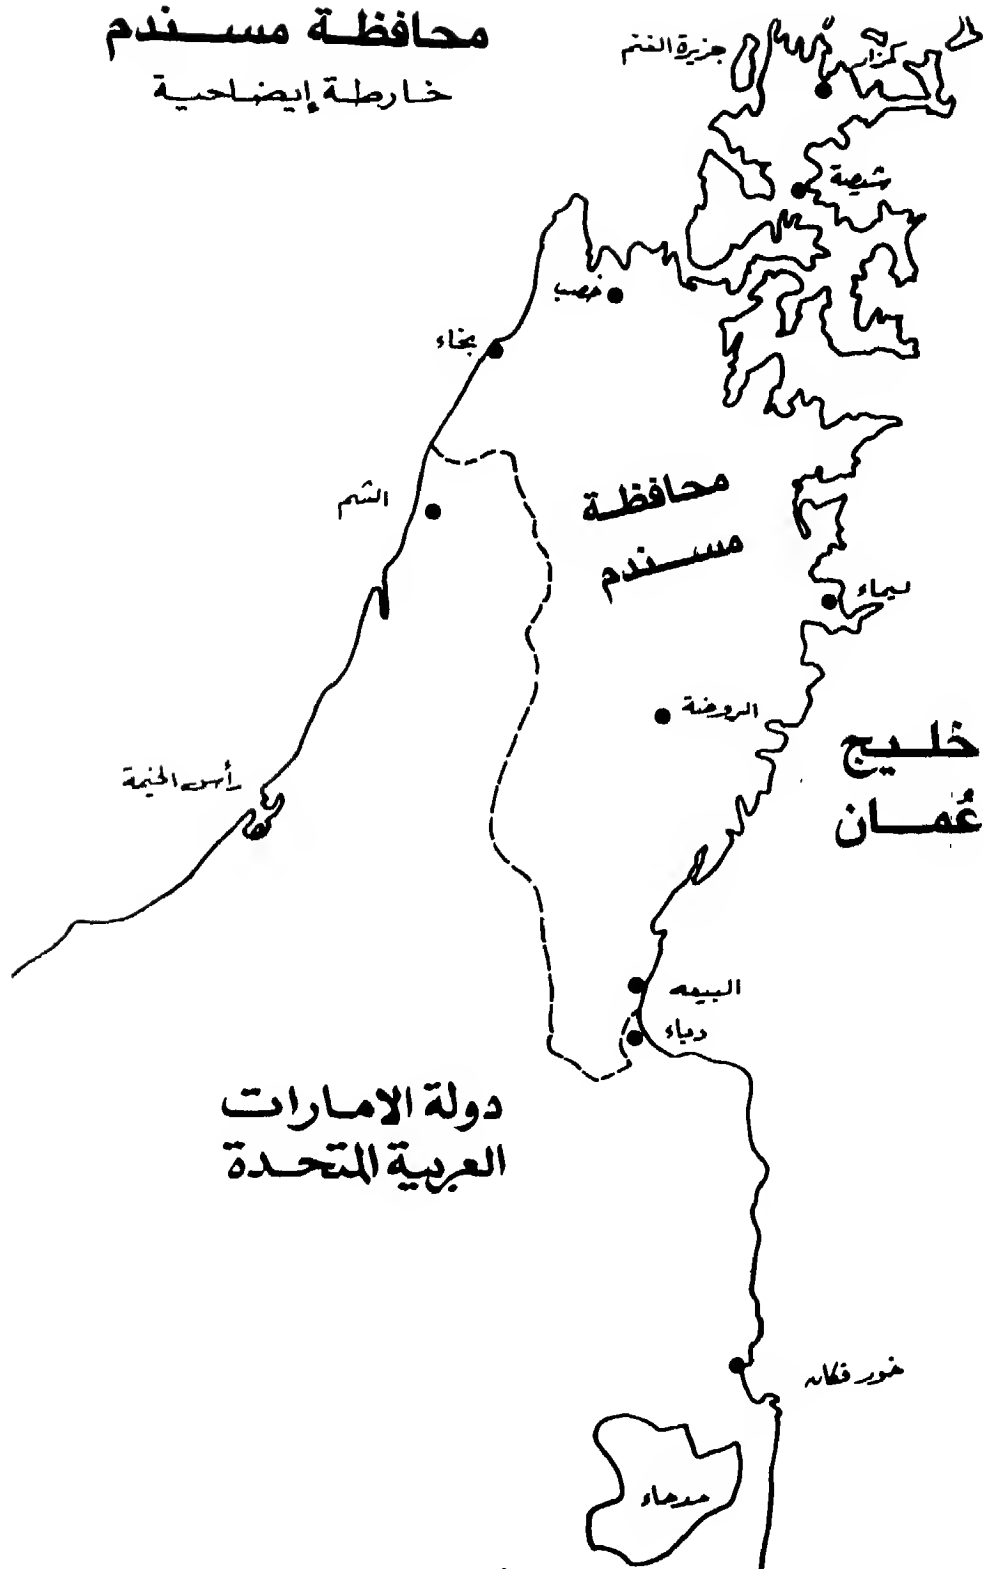 محافظة مسندم
خارطة إيضاحية
جزيرة الغنم
كزار
شيصة
خصب
بخاء
الشم
محافظة
مسندم
ليماء
الروضة
خليج
عُمان
رأس الخيمة
البيعه
دباء
دولة الامارات
العربية المتحدة
خور فكان
مدحاء